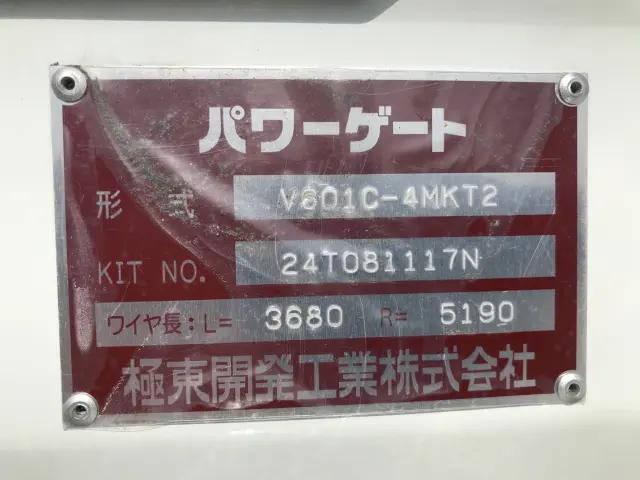 パワーゲート
形式 V601C-4MKT2
KIT NO. 24T081117N
ワイヤ長:L= 3680 R= 5190
極東開発工業株式会社